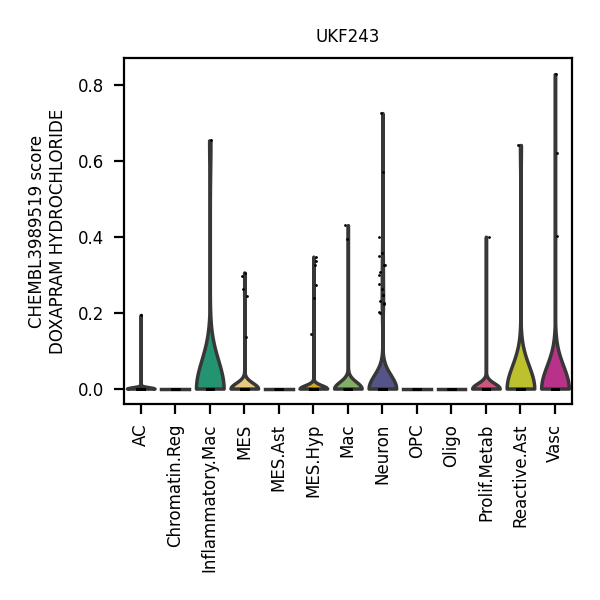 UKF243
CHEMBL3989519 score
DOXAPRAM HYDROCHLORIDE
0.8
0.6
0.4
0.2
0.0
AC
Chromatin.Reg
Inflammatory.Mac
MES
MES.Ast
MES.Hyp
Mac
Neuron
OPC
Oligo
Prolif.Metab
Reactive.Ast
Vasc